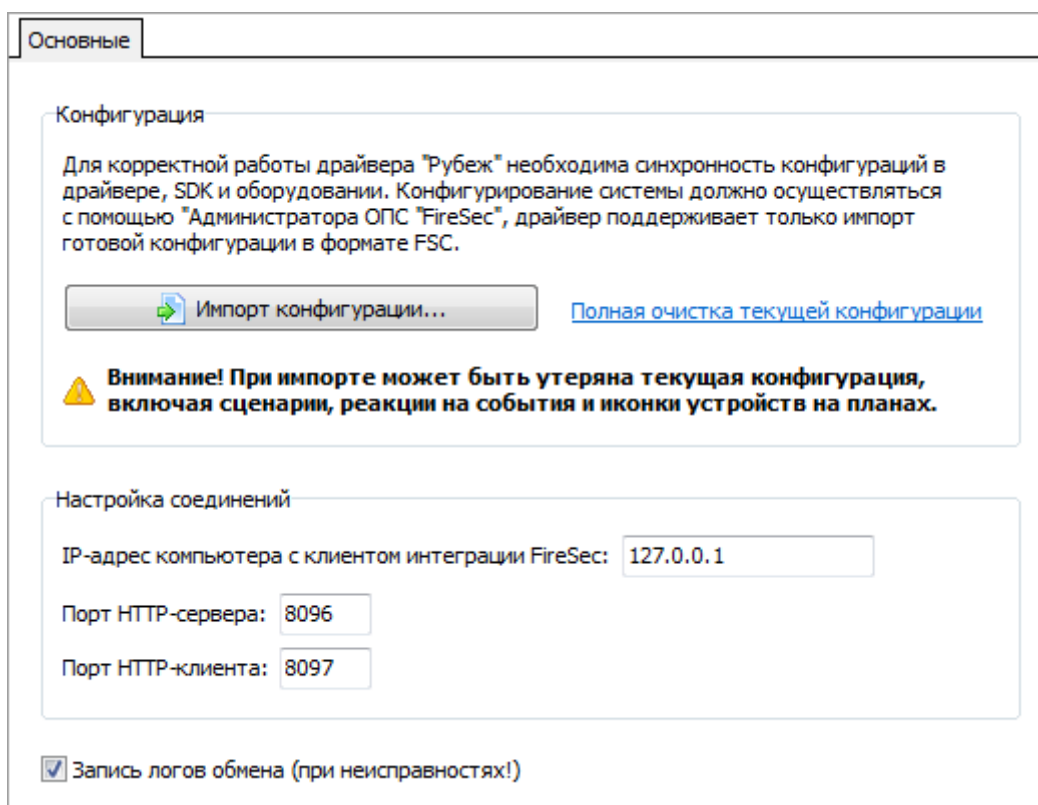 Основные
Конфигурация
Для корректной работы драйвера "Рубеж" необходима синхронность конфигураций в
драйвере, SDK и оборудовании. Конфигурирование системы должно осуществляться
с помощью "Администратора ОПС "FireSec", драйвер поддерживает только импорт
готовой конфигурации в формате FSC.
Импорт конфигурации...
Полная очистка текущей конфигурации
Внимание! При импорте может быть утеряна текущая конфигурация,
включая сценарии, реакции на события и иконки устройств на планах.
Настройка соединений
IP-адрес компьютера с клиентом интеграции FireSec: 127.0.0.1
Порт HTTP-сервера: 8096
Порт HTTP-клиента: 8097
Запись логов обмена (при неисправностях!)